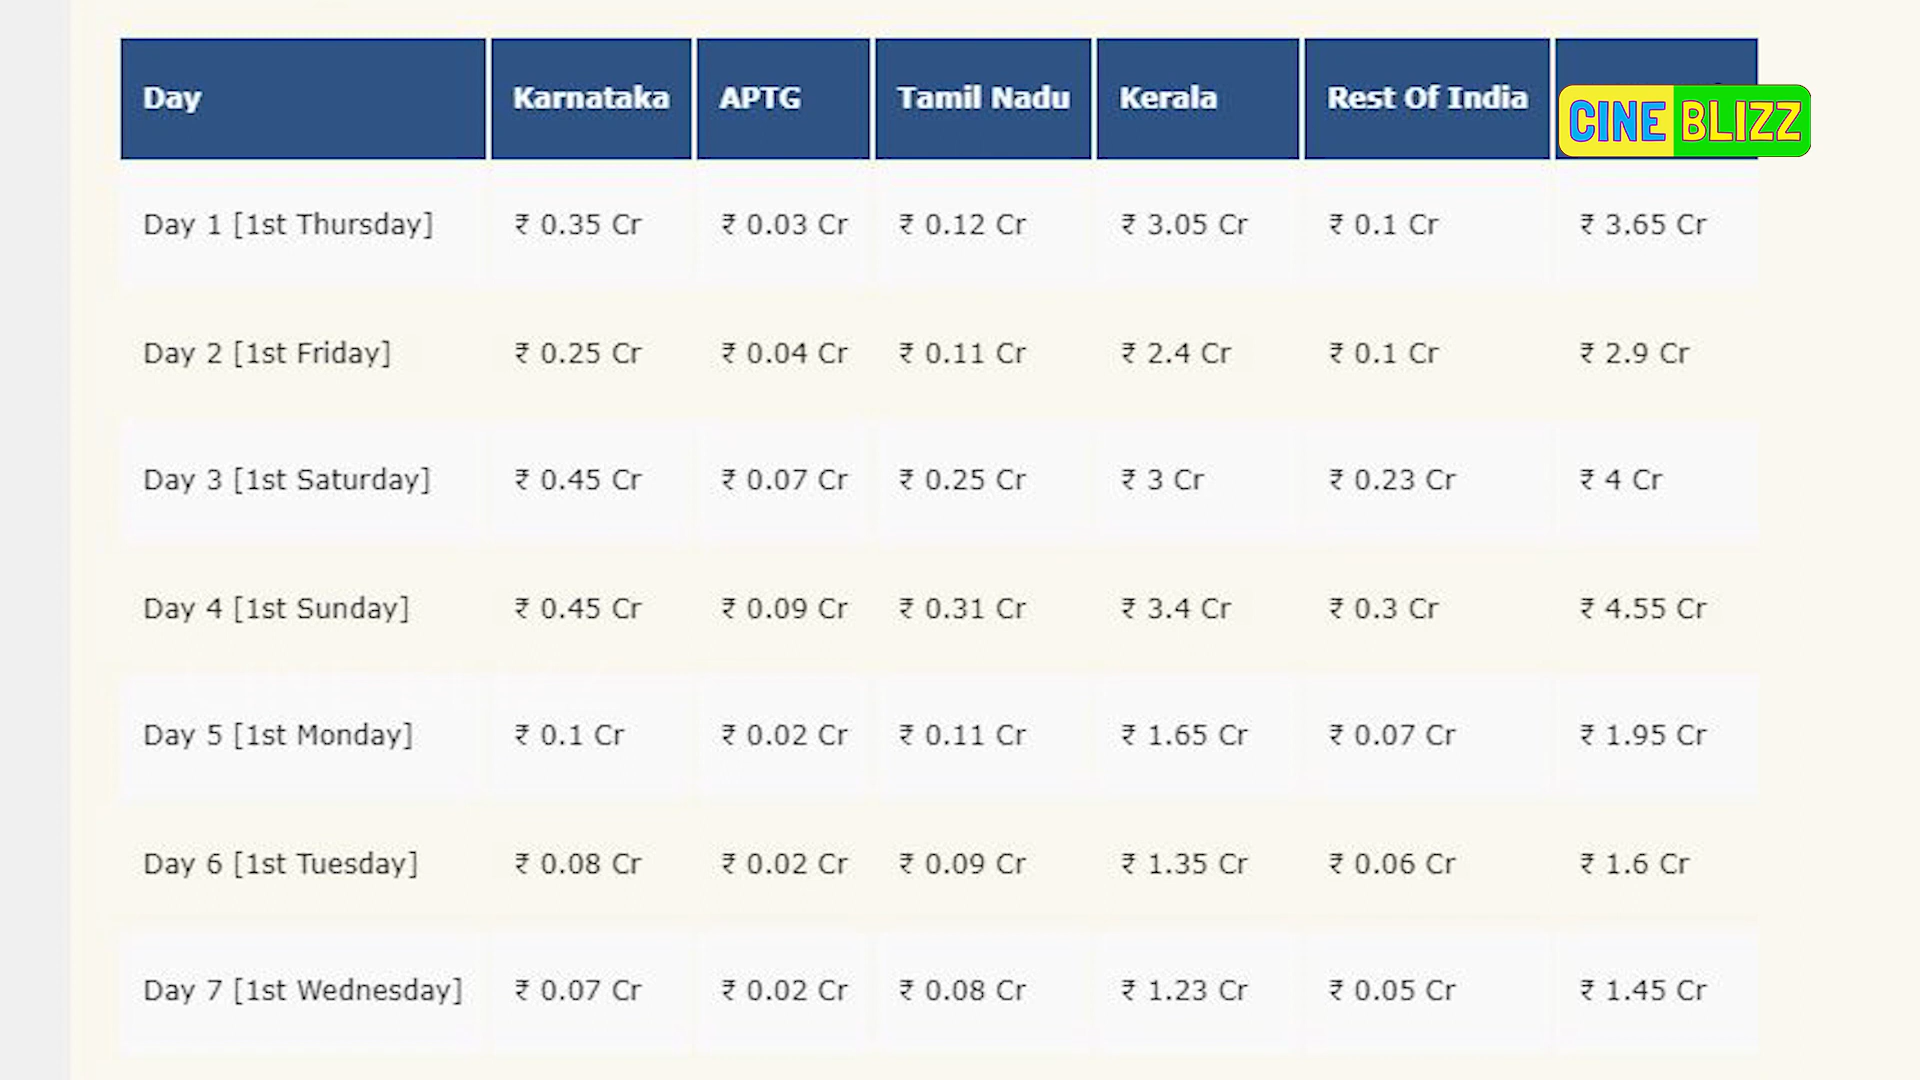 Day Karnataka APTG Tamil Nadu Kerala Rest Of India
CINE BLIZZ
Day 1 [1st Thursday] ₹ 0.35 Cr ₹ 0.03 Cr ₹ 0.12 Cr ₹ 3.05 Cr ₹ 0.1 Cr ₹ 3.65 Cr
Day 2 [1st Friday] ₹ 0.25 Cr ₹ 0.04 Cr ₹ 0.11 Cr ₹ 2.4 Cr ₹ 0.1 Cr ₹ 2.9 Cr
Day 3 [1st Saturday] ₹ 0.45 Cr ₹ 0.07 Cr ₹ 0.25 Cr ₹ 3 Cr ₹ 0.23 Cr ₹ 4 Cr
Day 4 [1st Sunday] ₹ 0.45 Cr ₹ 0.09 Cr ₹ 0.31 Cr ₹ 3.4 Cr ₹ 0.3 Cr ₹ 4.55 Cr
Day 5 [1st Monday] ₹ 0.1 Cr ₹ 0.02 Cr ₹ 0.11 Cr ₹ 1.65 Cr ₹ 0.07 Cr ₹ 1.95 Cr
Day 6 [1st Tuesday] ₹ 0.08 Cr ₹ 0.02 Cr ₹ 0.09 Cr ₹ 1.35 Cr ₹ 0.06 Cr ₹ 1.6 Cr
Day 7 [1st Wednesday] ₹ 0.07 Cr ₹ 0.02 Cr ₹ 0.08 Cr ₹ 1.23 Cr ₹ 0.05 Cr ₹ 1.45 Cr